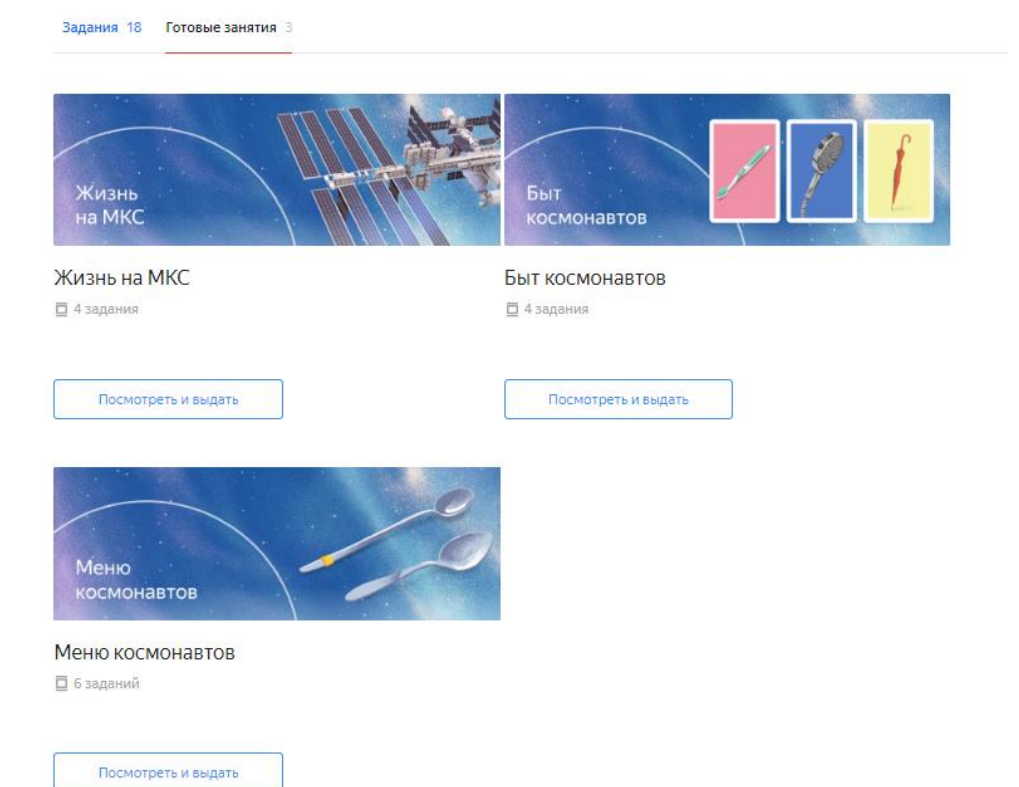 Задания 18 Готовые занятия 3
Жизнь
на МКС
Быт
космонавтов
Жизнь на МКС
4 задания
Посмотреть и выдать
Быт космонавтов
4 задания
Посмотреть и выдать
Меню
космонавтов
Меню космонавтов
6 заданий
Посмотреть и выдать